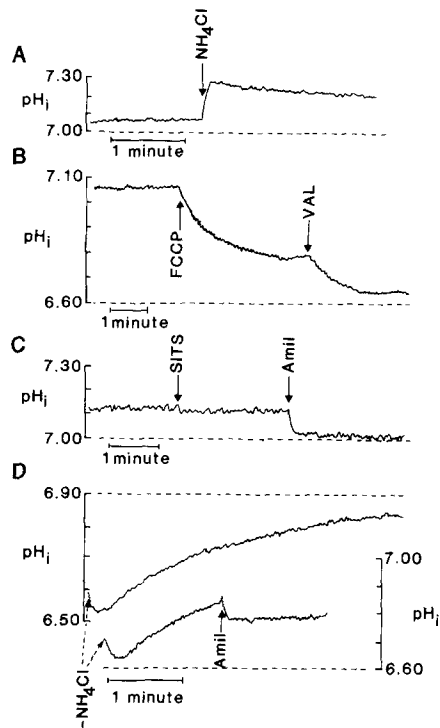 A
NH₄Cl
7.30
pHi
7.00
1 minute
B
7.10
VAL
pHi
FCCP
6.60
1 minute
C
SITS
Amil
7.30
pHi
7.00
1 minute
D
6.90
pHi
7.00
6.50
pHi
Amil
-NH₄Cl
6.60
1 minute